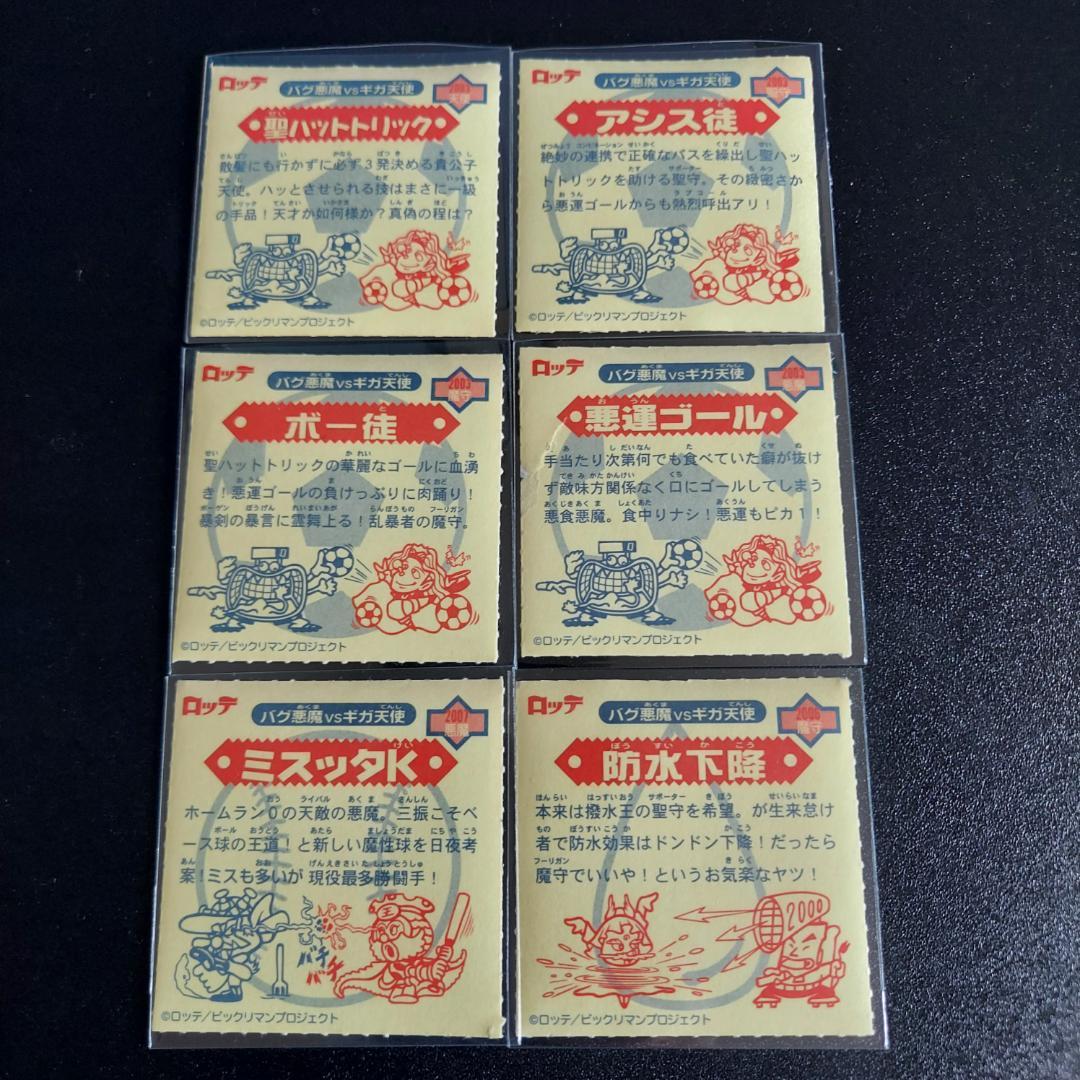 ロッテ
バグ悪魔vsギガ天使
2003
天使
聖ハットトリック
散髪にも行かずに必ず3発決める貴公子
天使。ハッとさせられる技はまさに一級
の手品！天才か如何様か？真偽の程は？
©ロッテ/ビックリマンプロジェクト
ロッテ
バグ悪魔vsギガ天使
2003
聖守
アシス徒
絶妙の連携で正確なパスを繰出し聖ハッ
トトリックを助ける聖守。その緻密さか
ら悪運ゴールからも熱烈呼出アリ！
©ロッテ/ビックリマンプロジェクト
ロッテ
バグ悪魔vsギガ天使
2003
魔守
ボー徒
聖ハットトリックの華麗なゴールに血湧
き！悪運ゴールの負けっぷりに肉踊り！
暴剣の暴言に霊舞上る！乱暴者の魔守。
©ロッテ/ビックリマンプロジェクト
ロッテ
バグ悪魔vsギガ天使
2003
悪魔
悪運ゴール
手当たり次第何でも食べていた癖が抜け
ず敵味方関係なく口にゴールしてしまう
悪食悪魔。食中りナシ！悪運もピカ1！
©ロッテ/ビックリマンプロジェクト
ロッテ
バグ悪魔vsギガ天使
2007
悪魔
ミスッタK
ホームラン0の天敵の悪魔。三振こそベ
ース球の王道！と新しい魔性球を日夜考
案！ミスも多いが現役最多勝闘手！
バチバチ
©ロッテ/ビックリマンプロジェクト
ロッテ
バグ悪魔vsギガ天使
2006
魔守
防水下降
本来は撥水王の聖守を希望。が生来怠け
者で防水効果はドンドン下降！だったら
魔守でいいや！というお気楽なヤツ！
2000
©ロッテ/ビックリマンプロジェクト